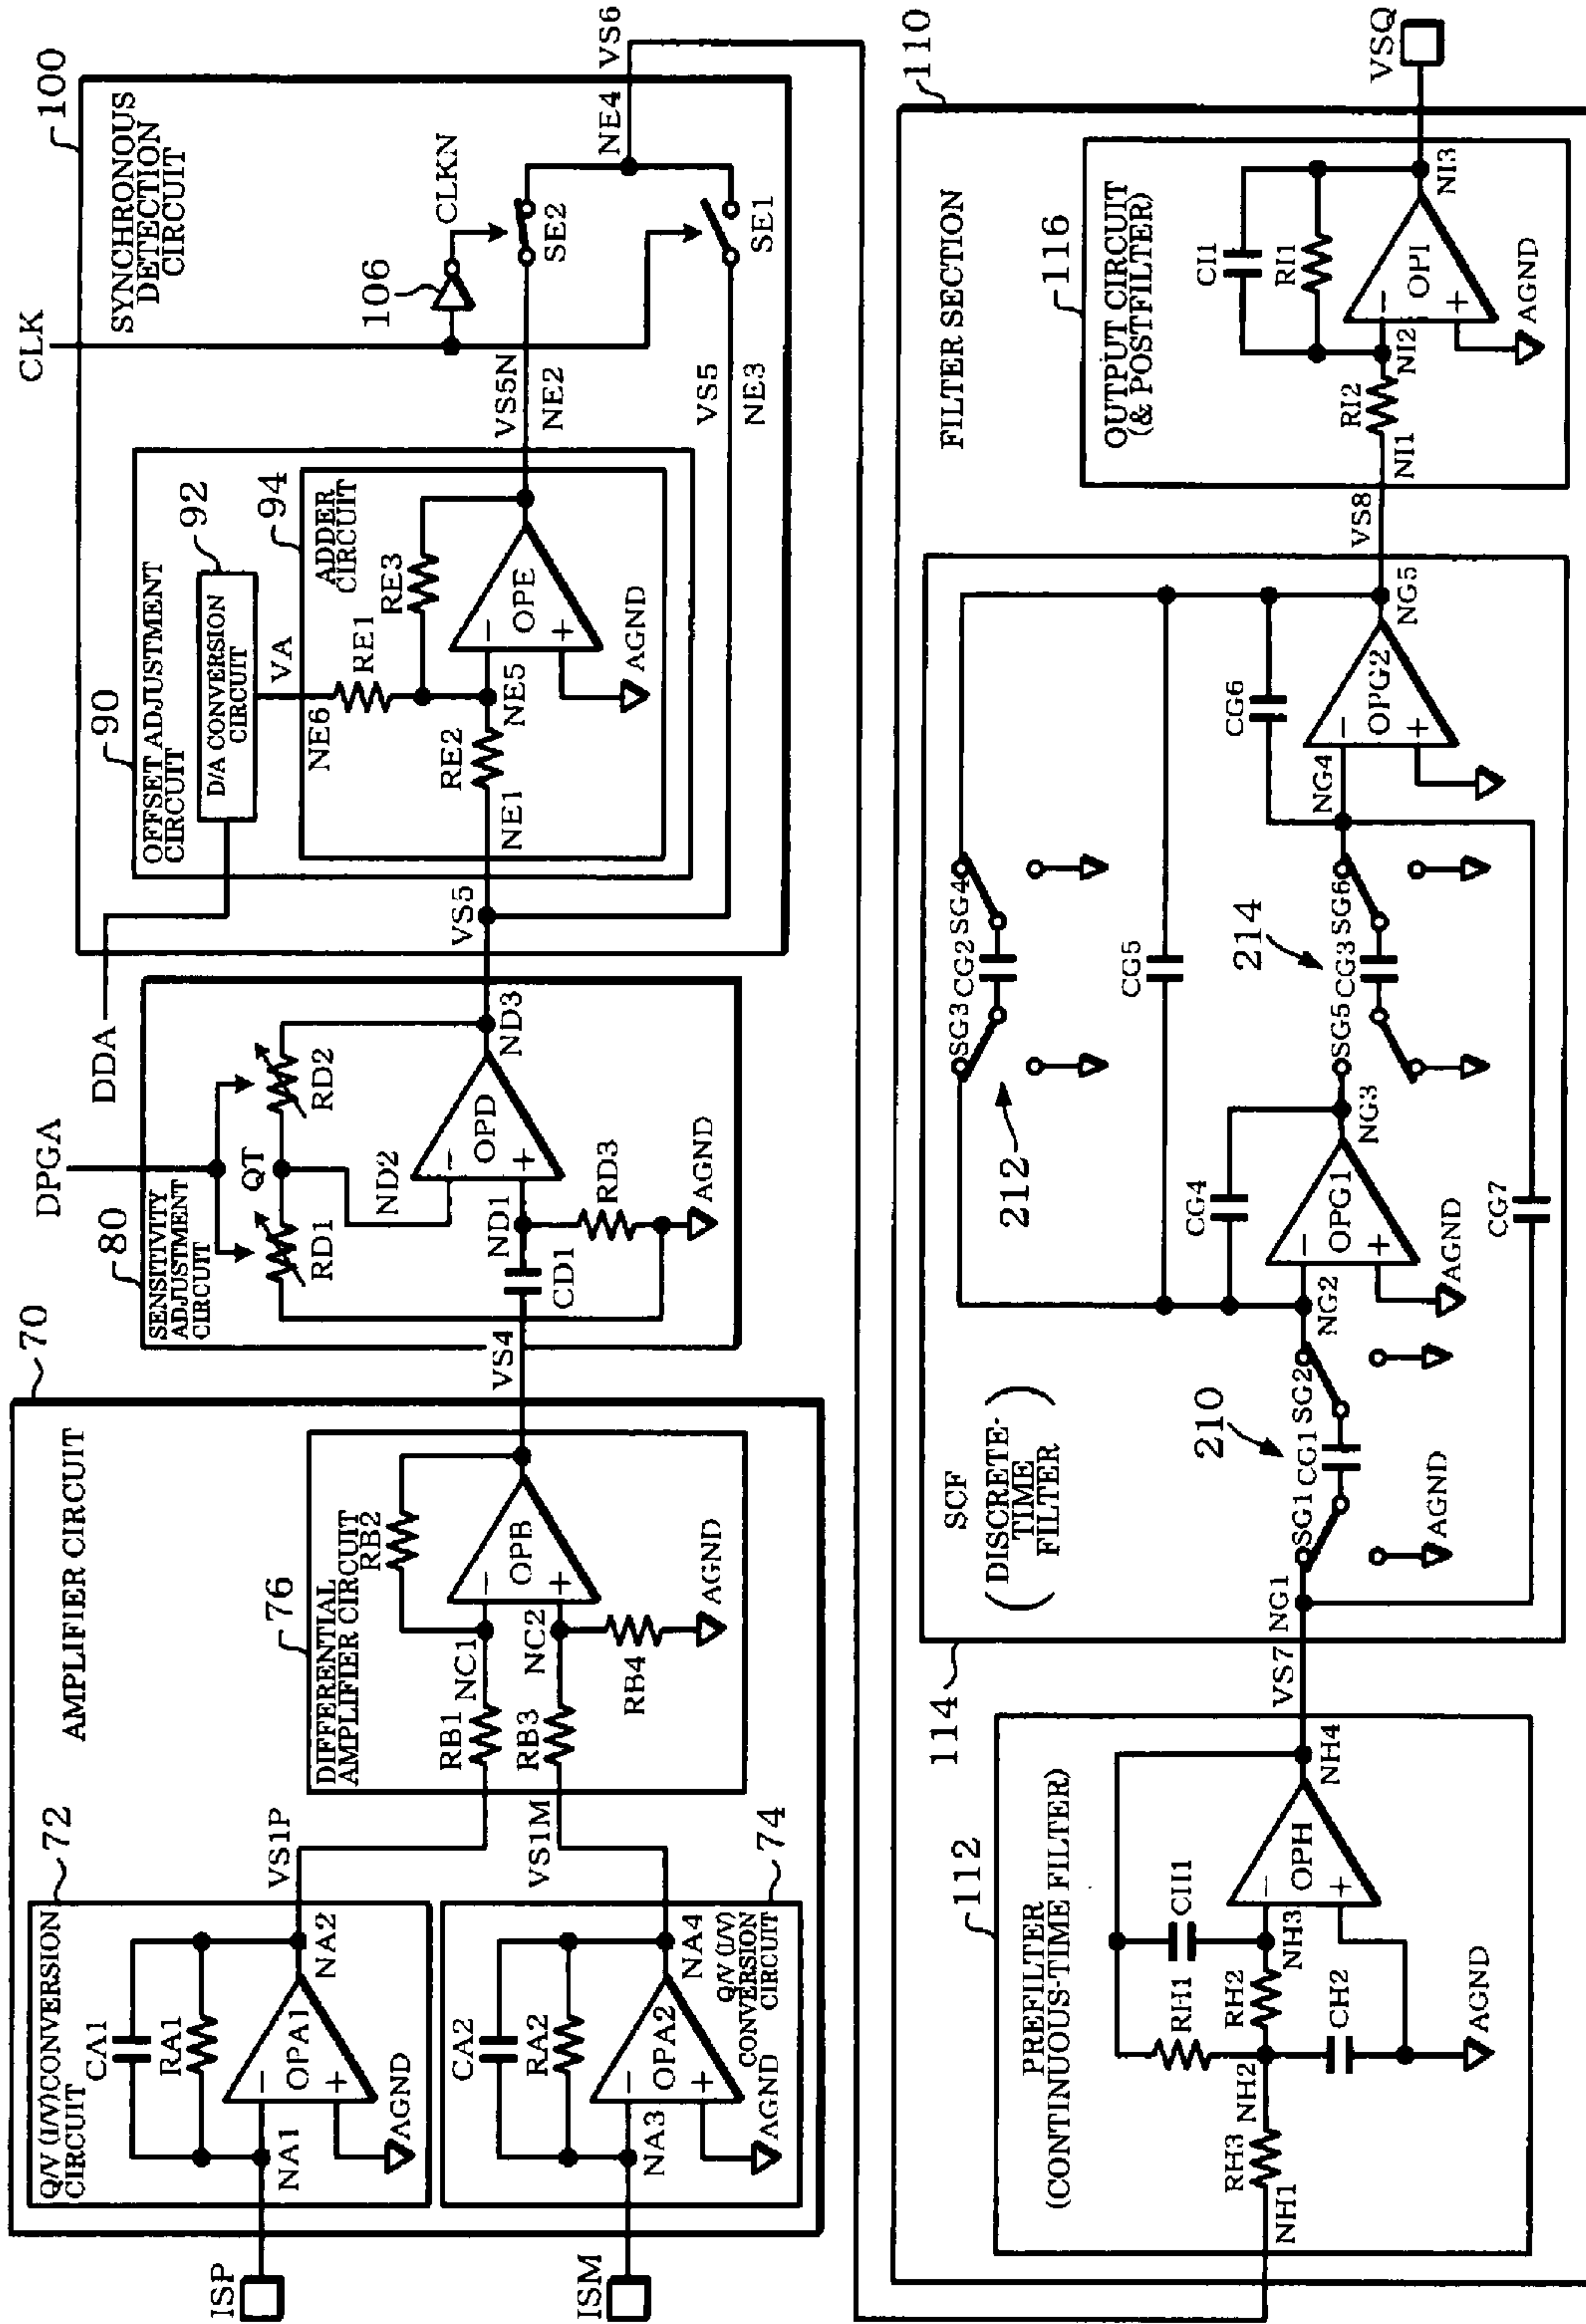 ISP
ISM
70
AMPLIFIER CIRCUIT
72
Q/V (I/V)CONVERSION
CIRCUIT
CA1
RA1
NA1
OPA1
NA2
AGND
VS1P
74
Q/V (I/V)
CONVERSION
CIRCUIT
CA2
RA2
NA3
OPA2
NA4
AGND
VS1M
76
DIFFERENTIAL
AMPLIFIER CIRCUIT
RB1
RB2
RB3
RB4
NC1
NC2
OPB
AGND
VS4
80
SENSITIVITY
ADJUSTMENT
CIRCUIT
DPGA
QT
RD1
RD2
ND2
ND1
CD1
RD3
OPD
ND3
AGND
DDA
VS5
100
SYNCHRONOUS
DETECTION
CIRCUIT
CLK
90
OFFSET ADJUSTMENT
CIRCUIT
92
D/A CONVERSION
CIRCUIT
VA
NE6
94
ADDER
CIRCUIT
RE1
RE3
RE2
NE1
NE5
OPE
AGND
VS5N
NE2
VS5
NE3
106
CLKN
SE2
SE1
NE4
VS6
110
FILTER SECTION
112
PREFILTER
(CONTINUOUS-TIME FILTER)
NH1
RH3
NH2
RH1
RH2
CH1
CH2
NH3
OPH
NH4
AGND
VS7
114
SCF
(DISCRETE-
TIME
FILTER)
NG1
SG1
CG1
SG2
210
AGND
NG2
CG4
OPG1
NG3
AGND
212
SG3
CG2
SG4
CG5
214
SG5
CG3
SG6
CG7
NG4
CG6
OPG2
NG5
VS8
116
OUTPUT CIRCUIT
(& POSTFILTER)
NI1
RI2
NI2
CI1
RI1
OPI
NI3
AGND
VSQ